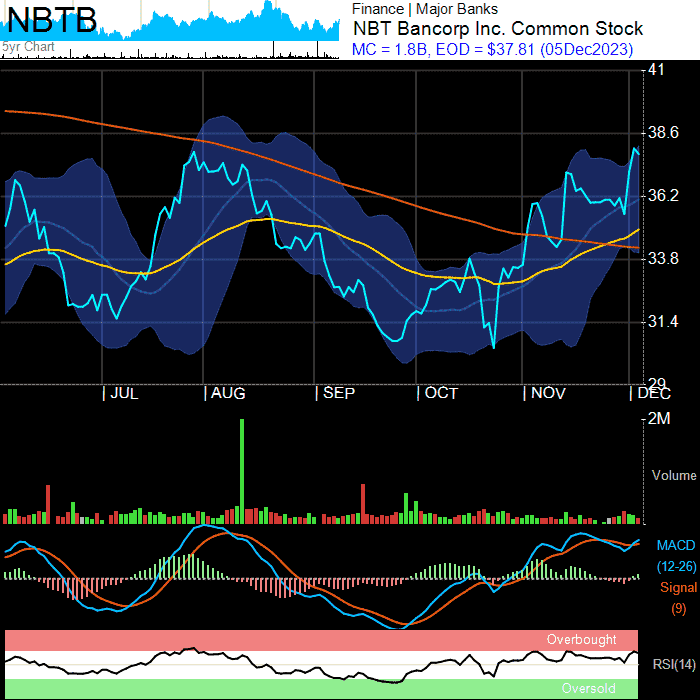 NBTB
5yr Chart
Finance | Major Banks
NBT Bancorp Inc. Common Stock
MC = 1.8B, EOD = $37.81 (05Dec2023)
41
38.6
36.2
33.8
31.4
29
JUL
AUG
SEP
OCT
NOV
DEC
2M
Volume
MACD
(12-26)
Signal
(9)
Overbought
RSI(14)
Oversold